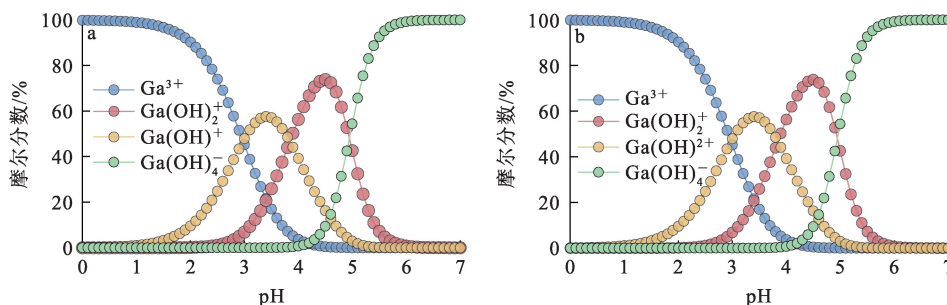 摩尔分数/%
100
80
60
40
20
0
a
Ga³⁺
Ga(OH)₂⁺
Ga(OH)⁺
Ga(OH)₄⁻
0 1 2 3 4 5 6 7
pH
摩尔分数/%
100
80
60
40
20
0
b
Ga³⁺
Ga(OH)₂⁺
Ga(OH)²⁺
Ga(OH)₄⁻
0 1 2 3 4 5 6 7
pH